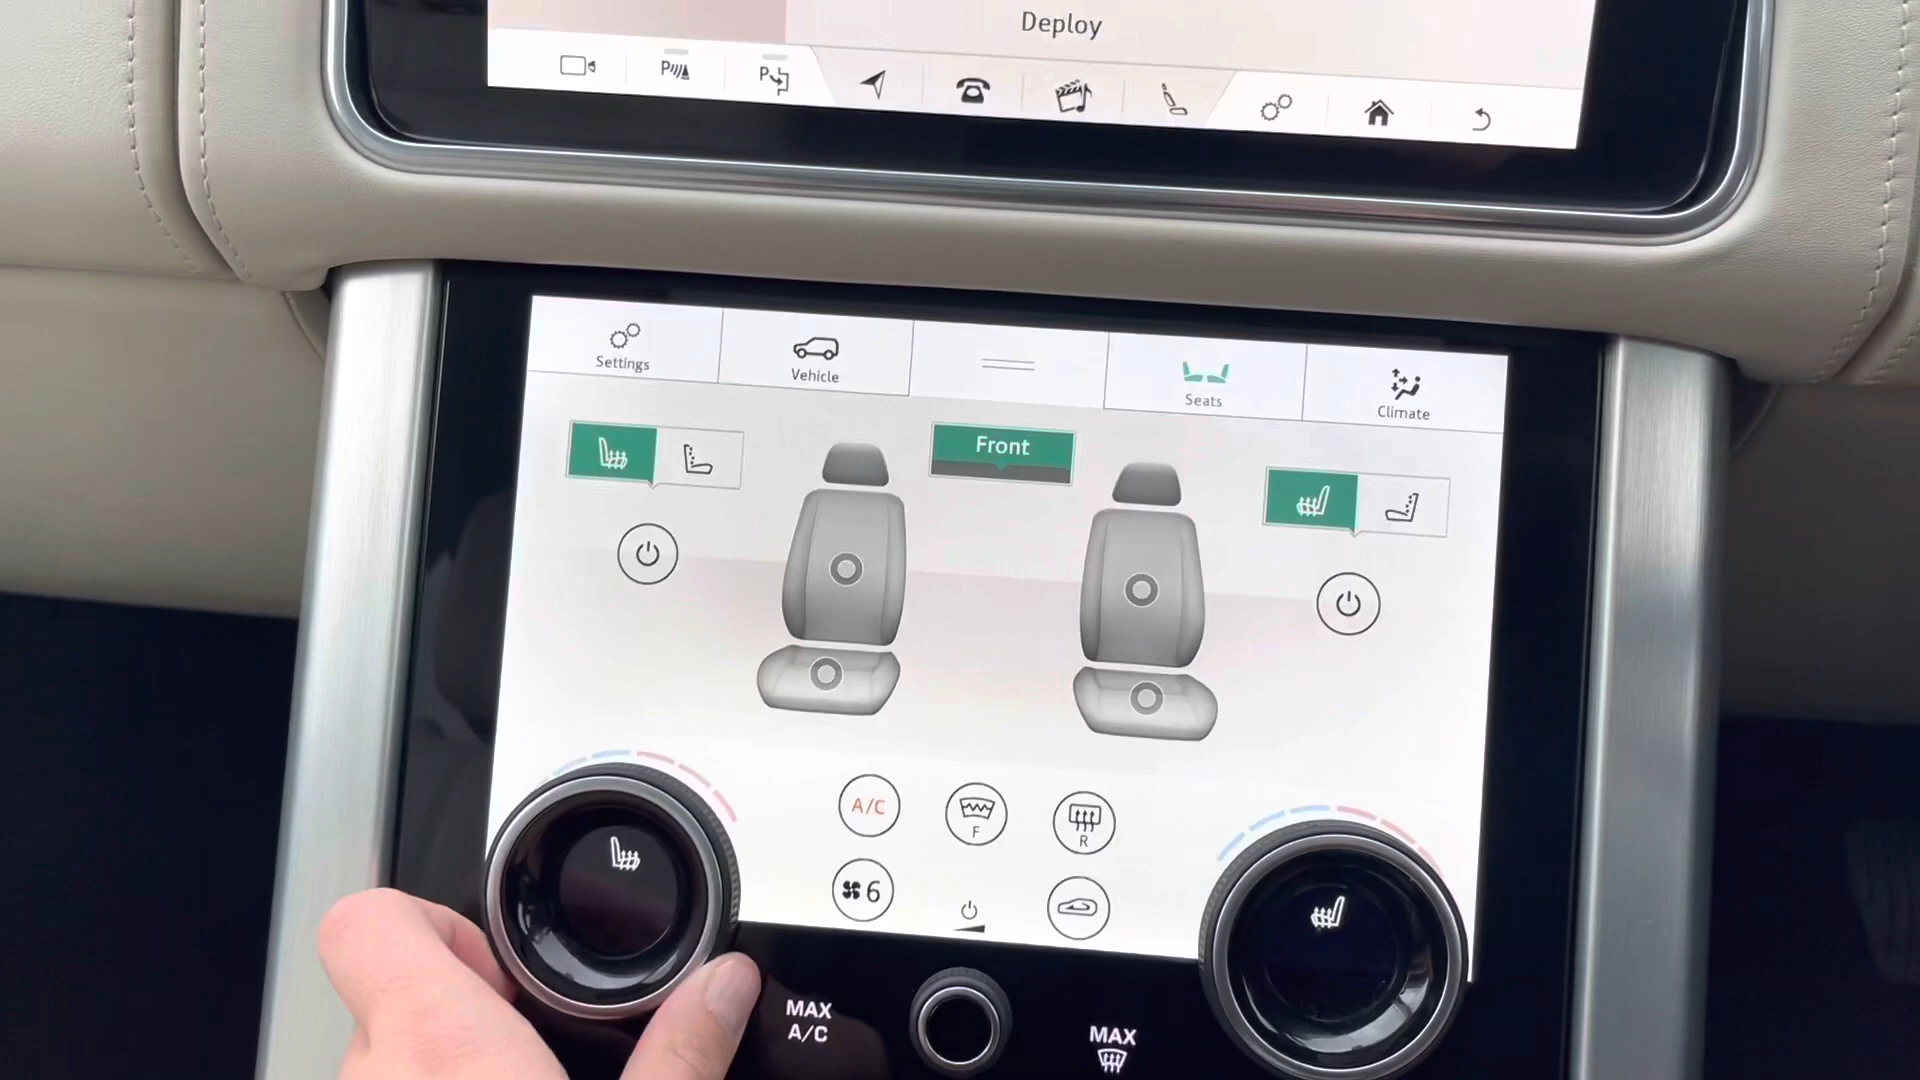 Deploy
P
P
Settings
Vehicle
Seats
Climate
Front
A/C
F
R
6
MAX
A/C
MAX